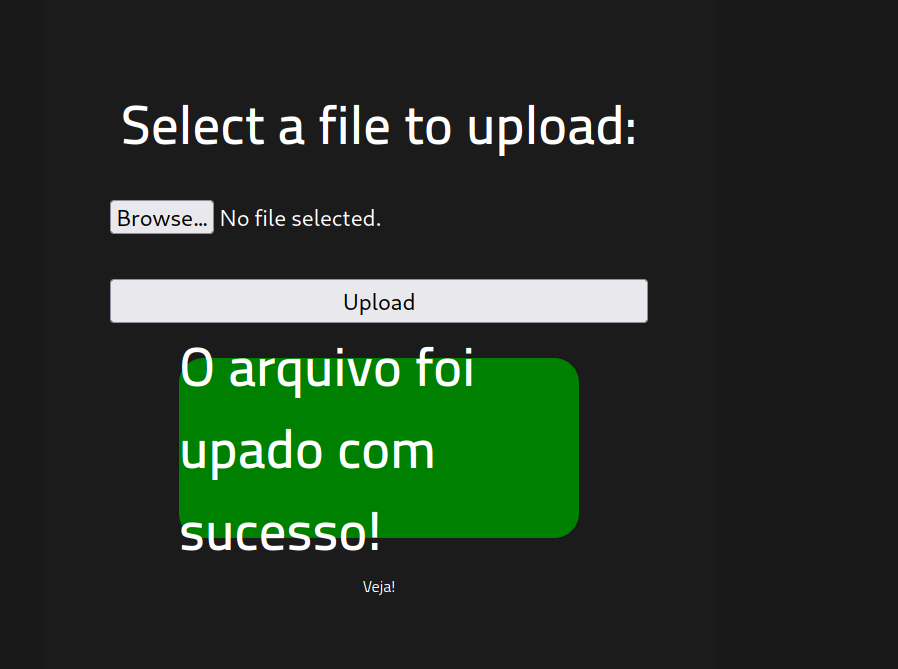 Select a file to upload:
Browse... No file selected.
Upload
O arquivo foi
upado com
sucesso!
Veja!